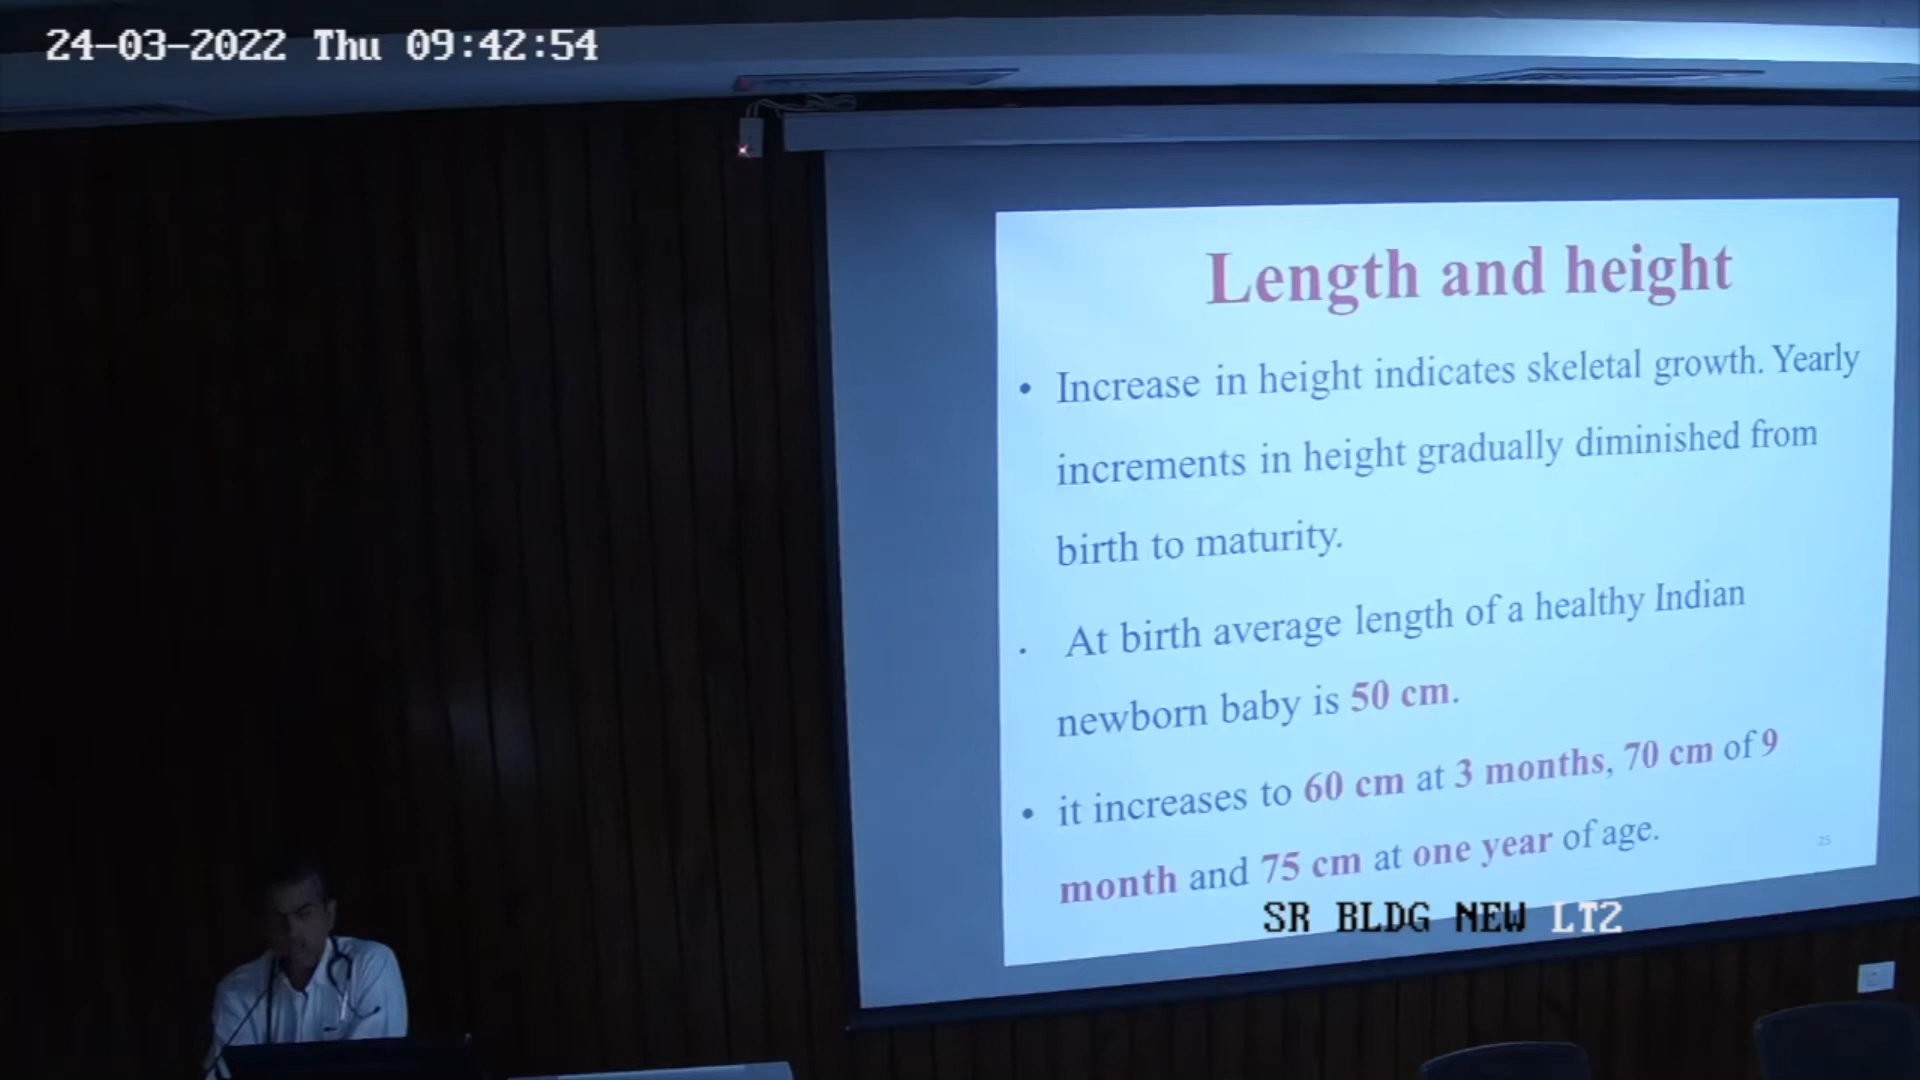 24-03-2022 Thu 09:42:54
Length and height
• Increase in height indicates skeletal growth. Yearly
increments in height gradually diminished from
birth to maturity.
. At birth average length of a healthy Indian
newborn baby is 50 cm.
• it increases to 60 cm at 3 months, 70 cm of 9
month and 75 cm at one year of age.
25
SR BLDG NEW LT2